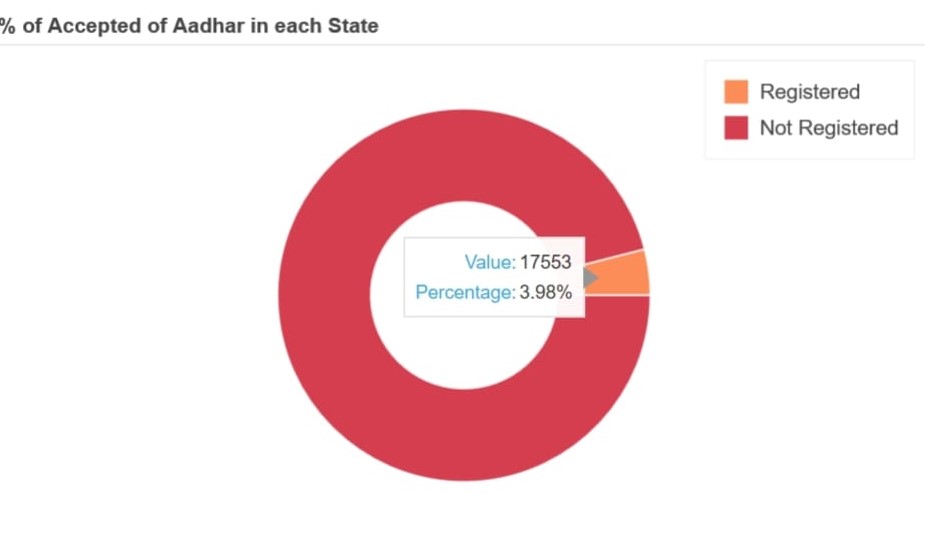 % of Accepted of Aadhar in each State
Registered
Not Registered
Value: 17553
Percentage: 3.98%